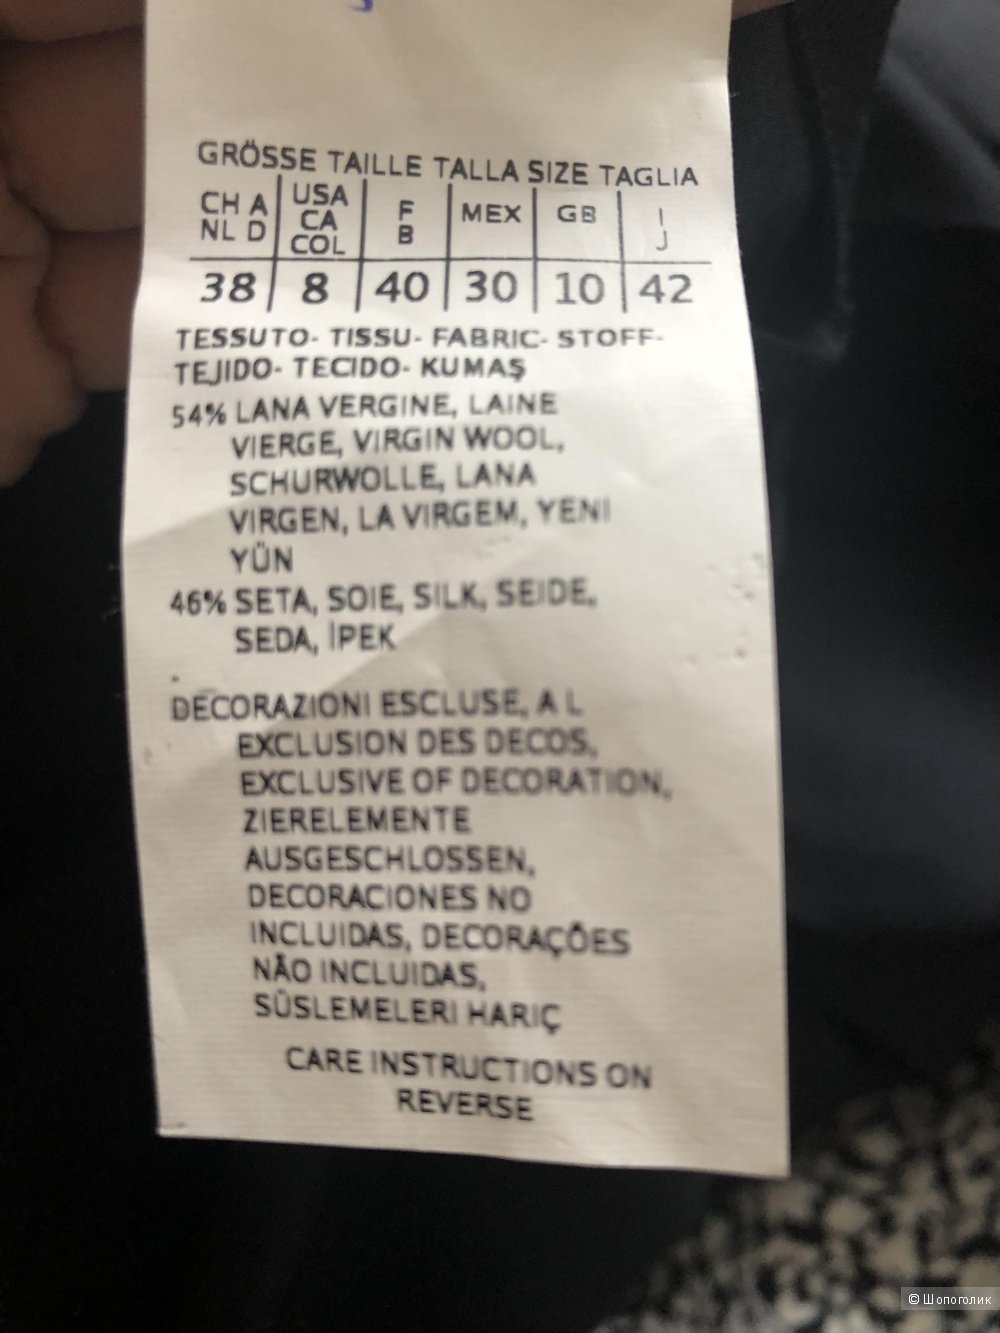 GRÖSSE TAILLE TALLA SIZE TAGLIA
CH A USA F MEX GB I
NL D CA B J
COL
38 8 40 30 10 42
TESSUTO- TISSU- FABRIC- STOFF-
TEJIDO- TECIDO- KUMAŞ
54% LANA VERGINE, LAINE
VIERGE, VIRGIN WOOL,
SCHURWOLLE, LANA
VIRGEN, LA VIRGEM, YENI
YÜN
46% SETA, SOIE, SILK, SEIDE,
SEDA, İPEK
.
DECORAZIONI ESCLUSE, A L
EXCLUSION DES DECOS,
EXCLUSIVE OF DECORATION,
ZIERELEMENTE
AUSGESCHLOSSEN,
DECORACIONES NO
INCLUIDAS, DECORAÇÕES
NÃO INCLUIDAS,
SÜSLEMELERI HARIÇ
CARE INSTRUCTIONS ON
REVERSE
© Шопоголик